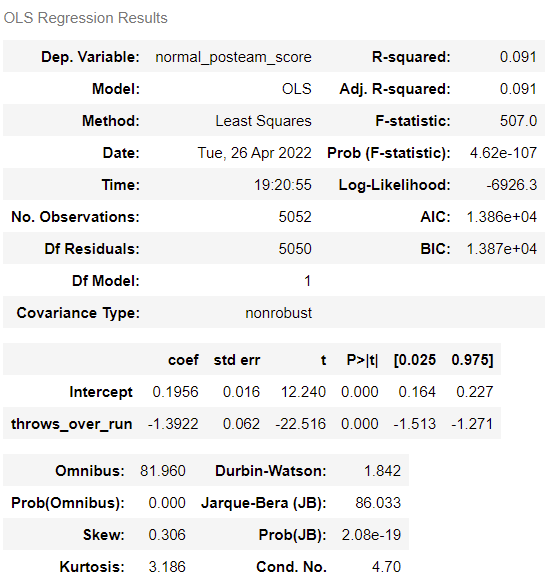 OLS Regression Results
Dep. Variable: normal_posteam_score R-squared: 0.091
Model: OLS Adj. R-squared: 0.091
Method: Least Squares F-statistic: 507.0
Date: Tue, 26 Apr 2022 Prob (F-statistic): 4.62e-107
Time: 19:20:55 Log-Likelihood: -6926.3
No. Observations: 5052 AIC: 1.386e+04
Df Residuals: 5050 BIC: 1.387e+04
Df Model: 1
Covariance Type: nonrobust
coef std err t P>|t| [0.025 0.975]
Intercept 0.1956 0.016 12.240 0.000 0.164 0.227
throws_over_run -1.3922 0.062 -22.516 0.000 -1.513 -1.271
Omnibus: 81.960 Durbin-Watson: 1.842
Prob(Omnibus): 0.000 Jarque-Bera (JB): 86.033
Skew: 0.306 Prob(JB): 2.08e-19
Kurtosis: 3.186 Cond. No. 4.70